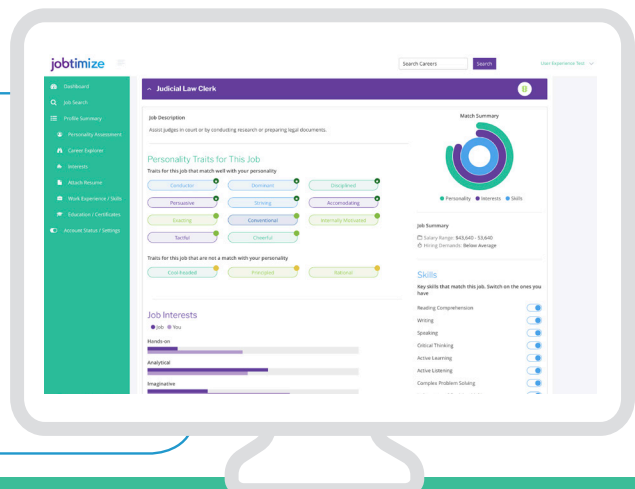 jobtimize
Search Careers
Search
User Experience Test
Dashboard
Job Search
Profile Summary
Personality Assessment
Career Explorer
Interests
Attach Resume
Work Experience / Skills
Education / Certificates
Account Status / Settings
Judicial Law Clerk
Job Description
Assist judges in court or by conducting research or preparing legal documents.
Personality Traits for This Job
Traits for this job that match well with your personality
Conductor
Dominant
Disciplined
Persuasive
Striving
Accomodating
Exacting
Conventional
Internally Motivated
Tactful
Cheerful
Traits for this job that are not a match with your personality
Cool-headed
Principled
Rational
Job Interests
Job You
Hands-on
Analytical
Imaginative
Match Summary
Personality Interests Skills
Job Summary
Salary Range: $43,640 - 53,640
Hiring Demands: Below Average
Skills
Key skills that match this job. Switch on the ones you
have
Reading Comprehension
Writing
Speaking
Critical Thinking
Active Learning
Active Listening
Complex Problem Solving